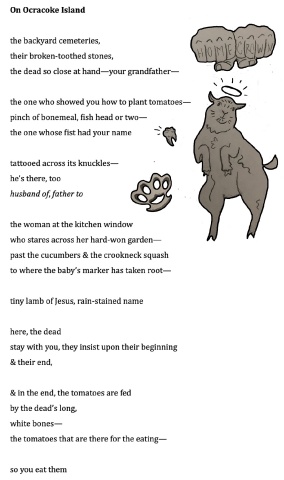 On Ocracoke Island
the backyard cemeteries,
their broken-toothed stones,
the dead so close at hand—your grandfather—
the one who showed you how to plant tomatoes—
pinch of bonemeal, fish head or two—
the one whose fist had your name
tattooed across its knuckles—
he's there, too
husband of, father to
the woman at the kitchen window
who stares across her hard-won garden—
past the cucumbers & the crookneck squash
to where the baby's marker has taken root—
tiny lamb of Jesus, rain-stained name
here, the dead
stay with you, they insist upon their beginning
& their end,
& in the end, the tomatoes are fed
by the dead's long,
white bones—
the tomatoes that are there for the eating—
so you eat them